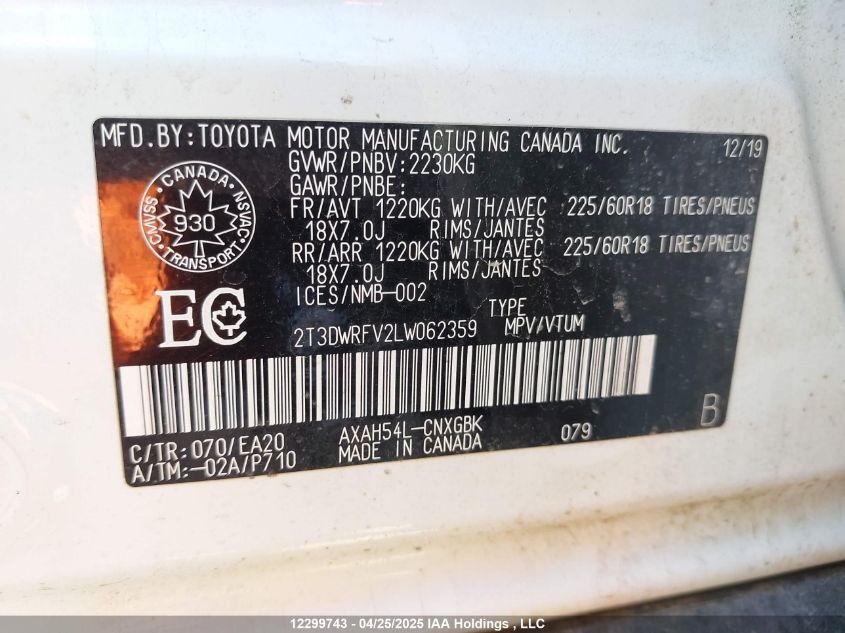 MFD.BY:TOYOTA MOTOR MANUFACTURING CANADA INC. 12/19
GVWR/PNBV:2230KG
GAWR/PNBE:
FR/AVT 1220KG WITH/AVEC 225/60R18 TIRES/PNEUS
18X7.0J RIMS/JANTES
RR/ARR 1220KG WITH/AVEC 225/60R18 TIRES/PNEUS
18X7.0J RIMS/JANTES
ICES/NMB-002
CANADA
CMVSS 930 NSVAC
TRANSPORT
EC
TYPE
2T3DWRFV2LW062359 MPV/VTUM
B
C/TR:070/EA20 AXAH54L-CNXGBK 079
A/TM:-02A/P710 MADE IN CANADA
12299743 - 04/25/2025 IAA Holdings , LLC